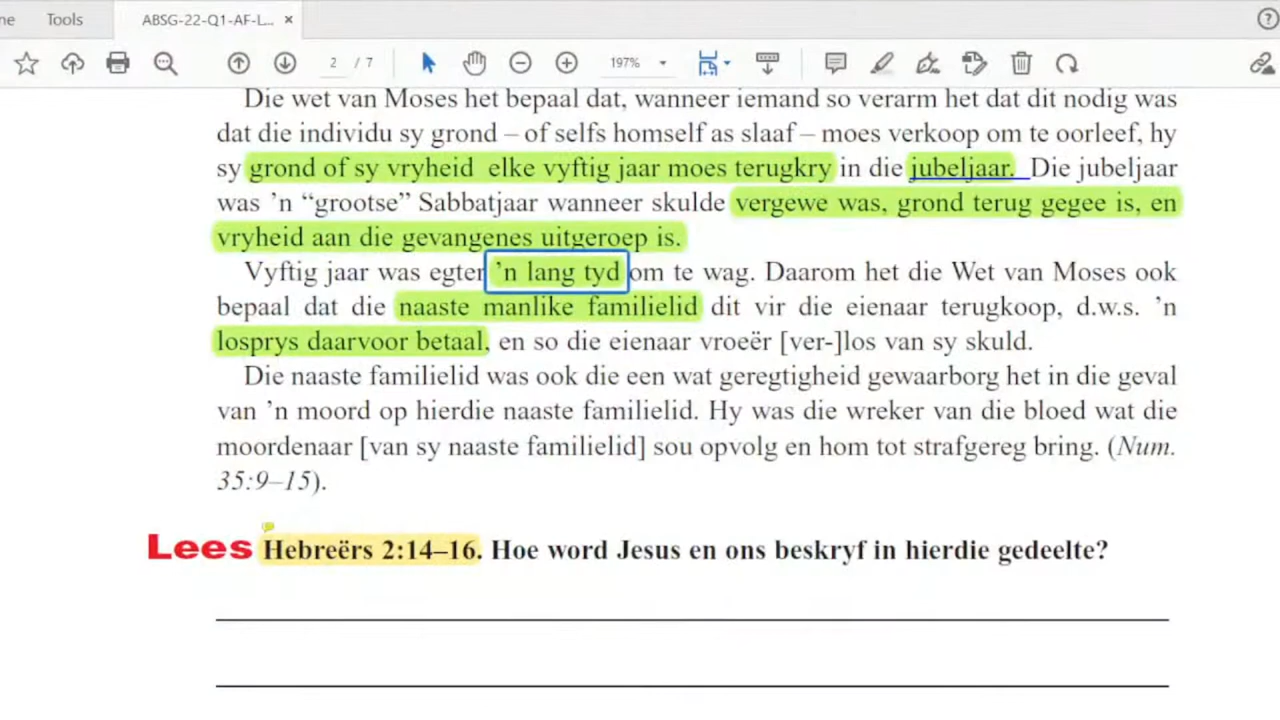 Tools
ABSG-22-Q1-AF-L...
2 / 7
197%
Die wet van Moses het bepaal dat, wanneer iemand so verarm het dat dit nodig was
dat die individu sy grond – of selfs homself as slaaf – moes verkoop om te oorleef, hy
sy grond of sy vryheid elke vyftig jaar moes terugkry in die jubeljaar. Die jubeljaar
was ’n “grootse” Sabbatjaar wanneer skulde vergewe was, grond terug gegee is, en
vryheid aan die gevangenes uitgeroep is.
Vyftig jaar was egter ’n lang tyd om te wag. Daarom het die Wet van Moses ook
bepaal dat die naaste manlike familielid dit vir die eienaar terugkoop, d.w.s. ’n
losprys daarvoor betaal, en so die eienaar vroeër [ver-]los van sy skuld.
Die naaste familielid was ook die een wat geregtigheid gewaarborg het in die geval
van ’n moord op hierdie naaste familielid. Hy was die wreker van die bloed wat die
moordenaar [van sy naaste familielid] sou opvolg en hom tot strafgereg bring. (Num.
35:9–15).
Lees Hebreërs 2:14–16. Hoe word Jesus en ons beskryf in hierdie gedeelte?